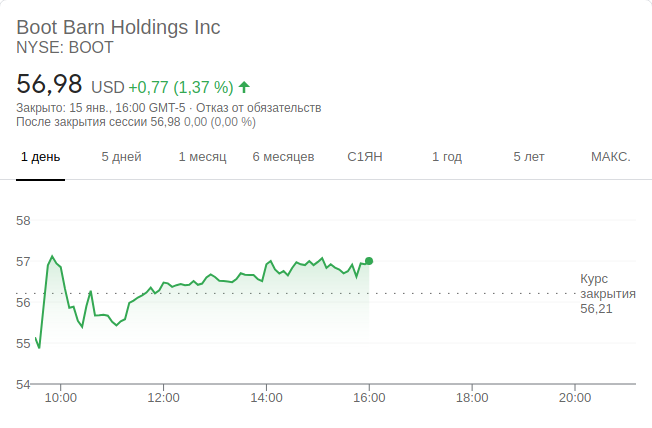 Boot Barn Holdings Inc
NYSE: BOOT
56,98 USD +0,77 (1,37 %)
Закрыто: 15 янв., 16:00 GMT-5 · Отказ от обязательств
После закрытия сессии 56,98 0,00 (0,00 %)
1 день 5 дней 1 месяц 6 месяцев С1ЯН 1 год 5 лет МАКС.
58
57
56
55
54
Курс
закрытия
56,21
10:00 12:00 14:00 16:00 18:00 20:00